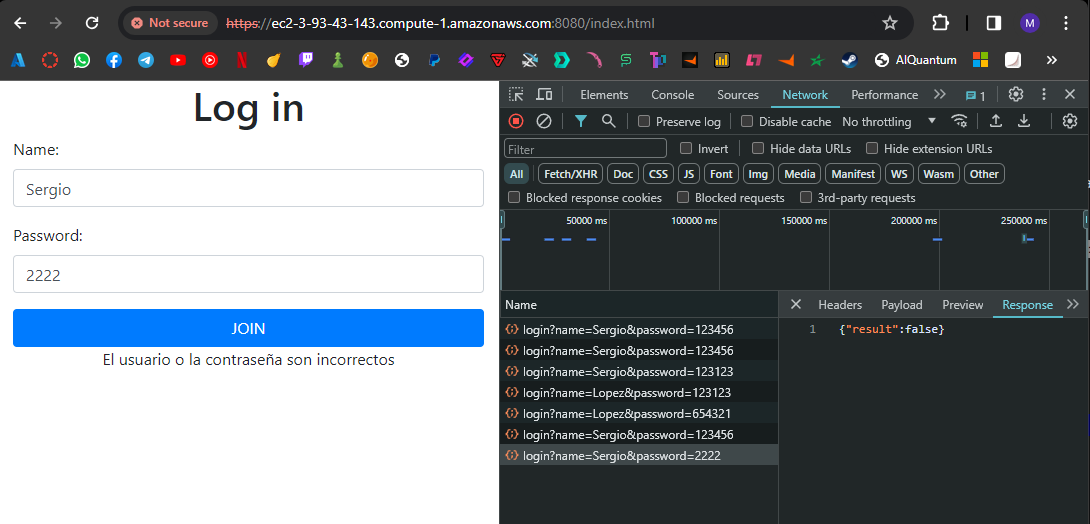 Not secure https://ec2-3-93-43-143.compute-1.amazonaws.com:8080/index.html M
AIQuantum
Log in
Name:
Sergio
Password:
2222
JOIN
El usuario o la contraseña son incorrectos
Elements Console Sources Network Performance 1
Preserve log Disable cache No throttling
Filter Invert Hide data URLs Hide extension URLs
All Fetch/XHR Doc CSS JS Font Img Media Manifest WS Wasm Other
Blocked response cookies Blocked requests 3rd-party requests
50000 ms 100000 ms 150000 ms 200000 ms 250000 ms
Name
login?name=Sergio&password=123456
login?name=Sergio&password=123456
login?name=Sergio&password=123123
login?name=Lopez&password=123123
login?name=Lopez&password=654321
login?name=Sergio&password=123456
login?name=Sergio&password=2222
Headers Payload Preview Response
1 {"result":false}